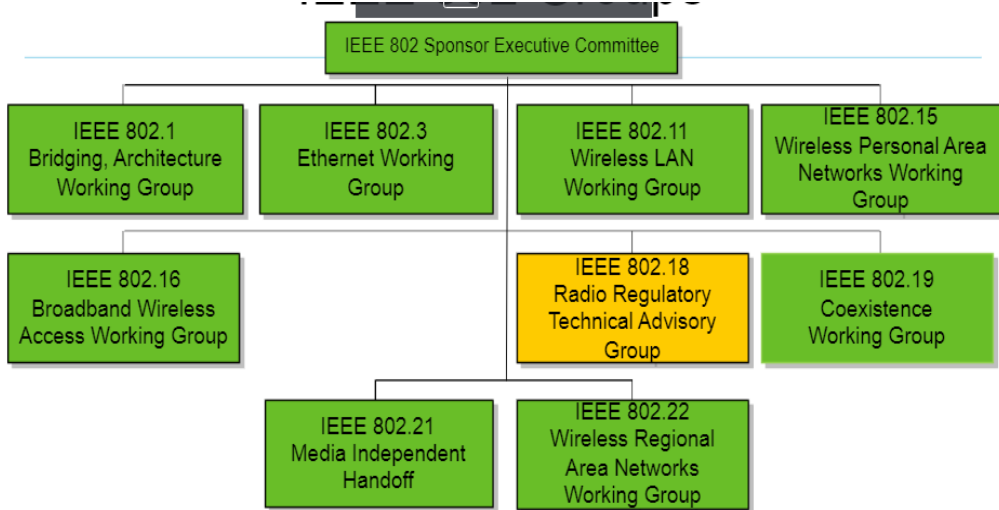 IEEE 802 Sponsor Executive Committee
IEEE 802.1
Bridging, Architecture
Working Group
IEEE 802.3
Ethernet Working
Group
IEEE 802.11
Wireless LAN
Working Group
IEEE 802.15
Wireless Personal Area
Networks Working
Group
IEEE 802.16
Broadband Wireless
Access Working Group
IEEE 802.18
Radio Regulatory
Technical Advisory
Group
IEEE 802.19
Coexistence
Working Group
IEEE 802.21
Media Independent
Handoff
IEEE 802.22
Wireless Regional
Area Networks
Working Group